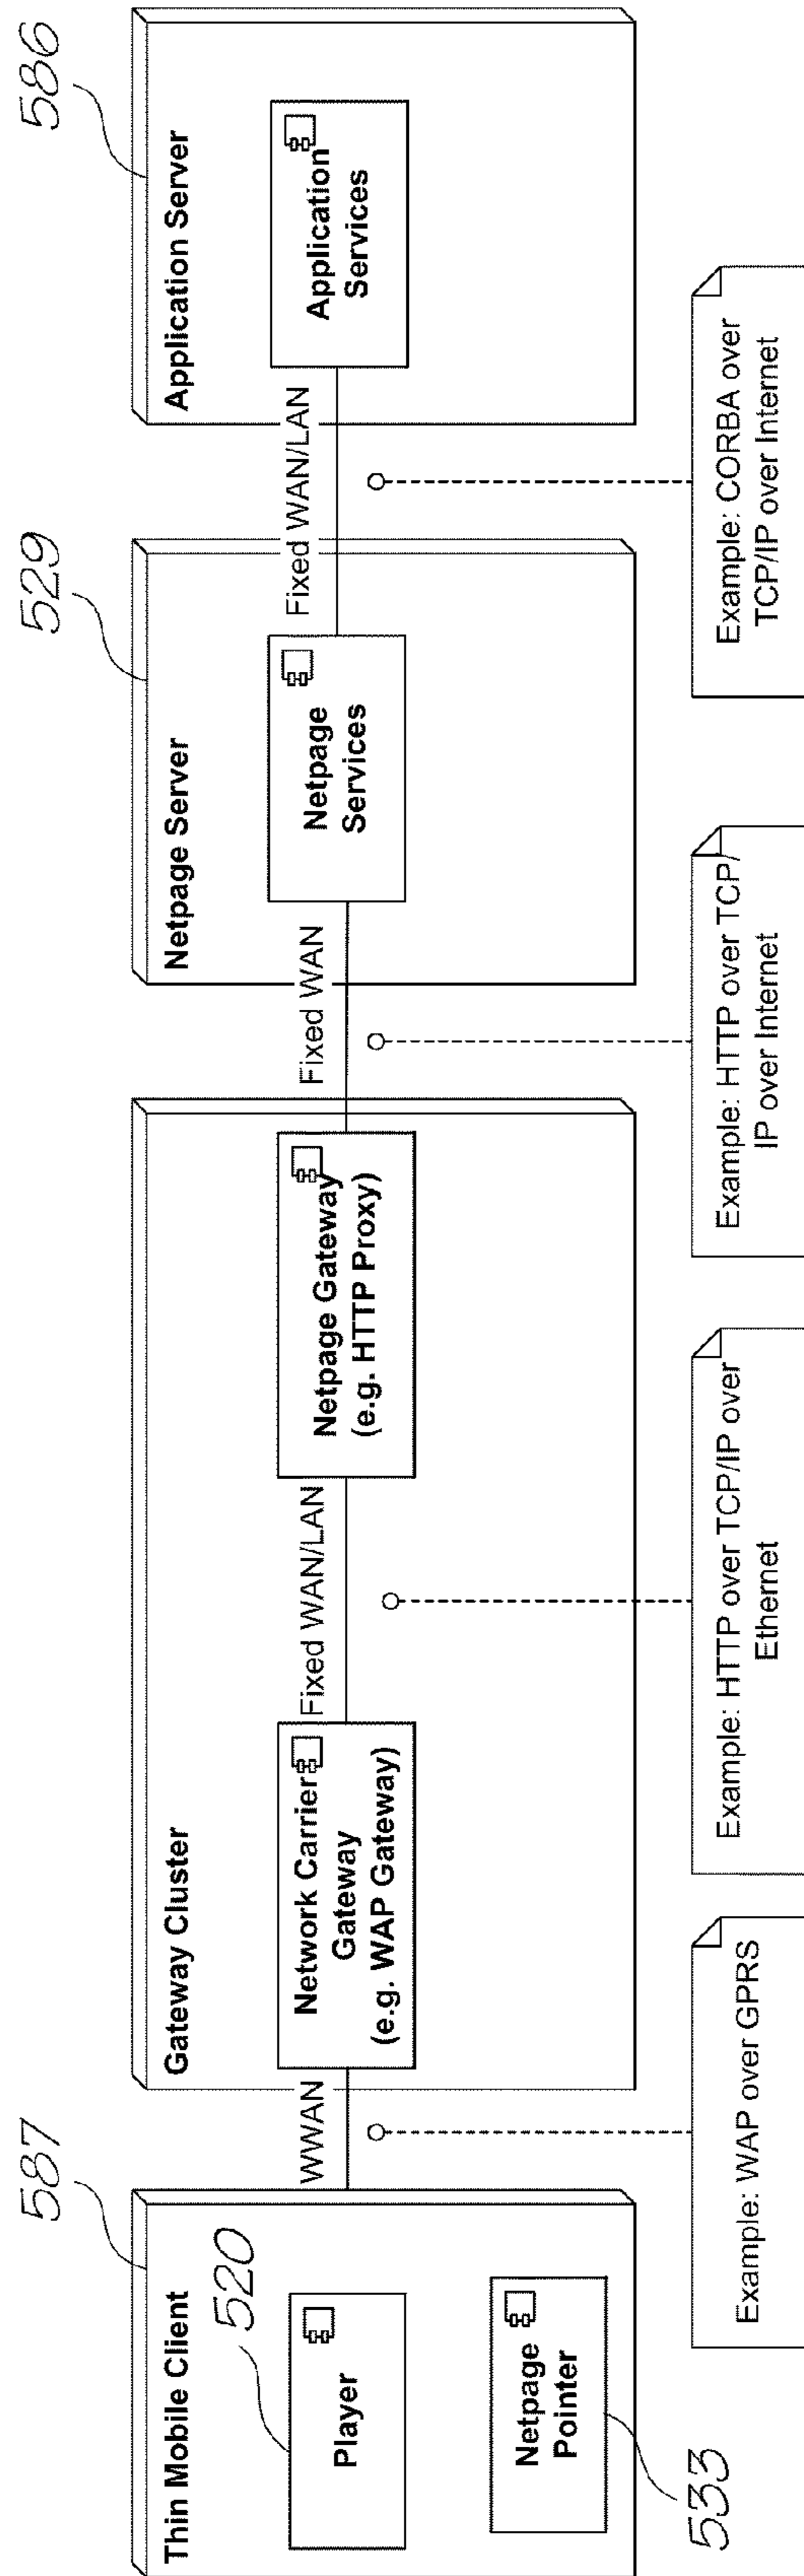 587
Thin Mobile Client
520
Player
Netpage
Pointer
533
WWAN
Example: WAP over GPRS
Gateway Cluster
Network Carrier
Gateway
(e.g. WAP Gateway)
Fixed WAN/LAN
Example: HTTP over TCP/IP over
Ethernet
Netpage Gateway
(e.g. HTTP Proxy)
Fixed WAN
Example: HTTP over TCP/
IP over Internet
529
Netpage Server
Netpage
Services
Fixed WAN/LAN
Example: CORBA over
TCP/IP over Internet
586
Application Server
Application
Services